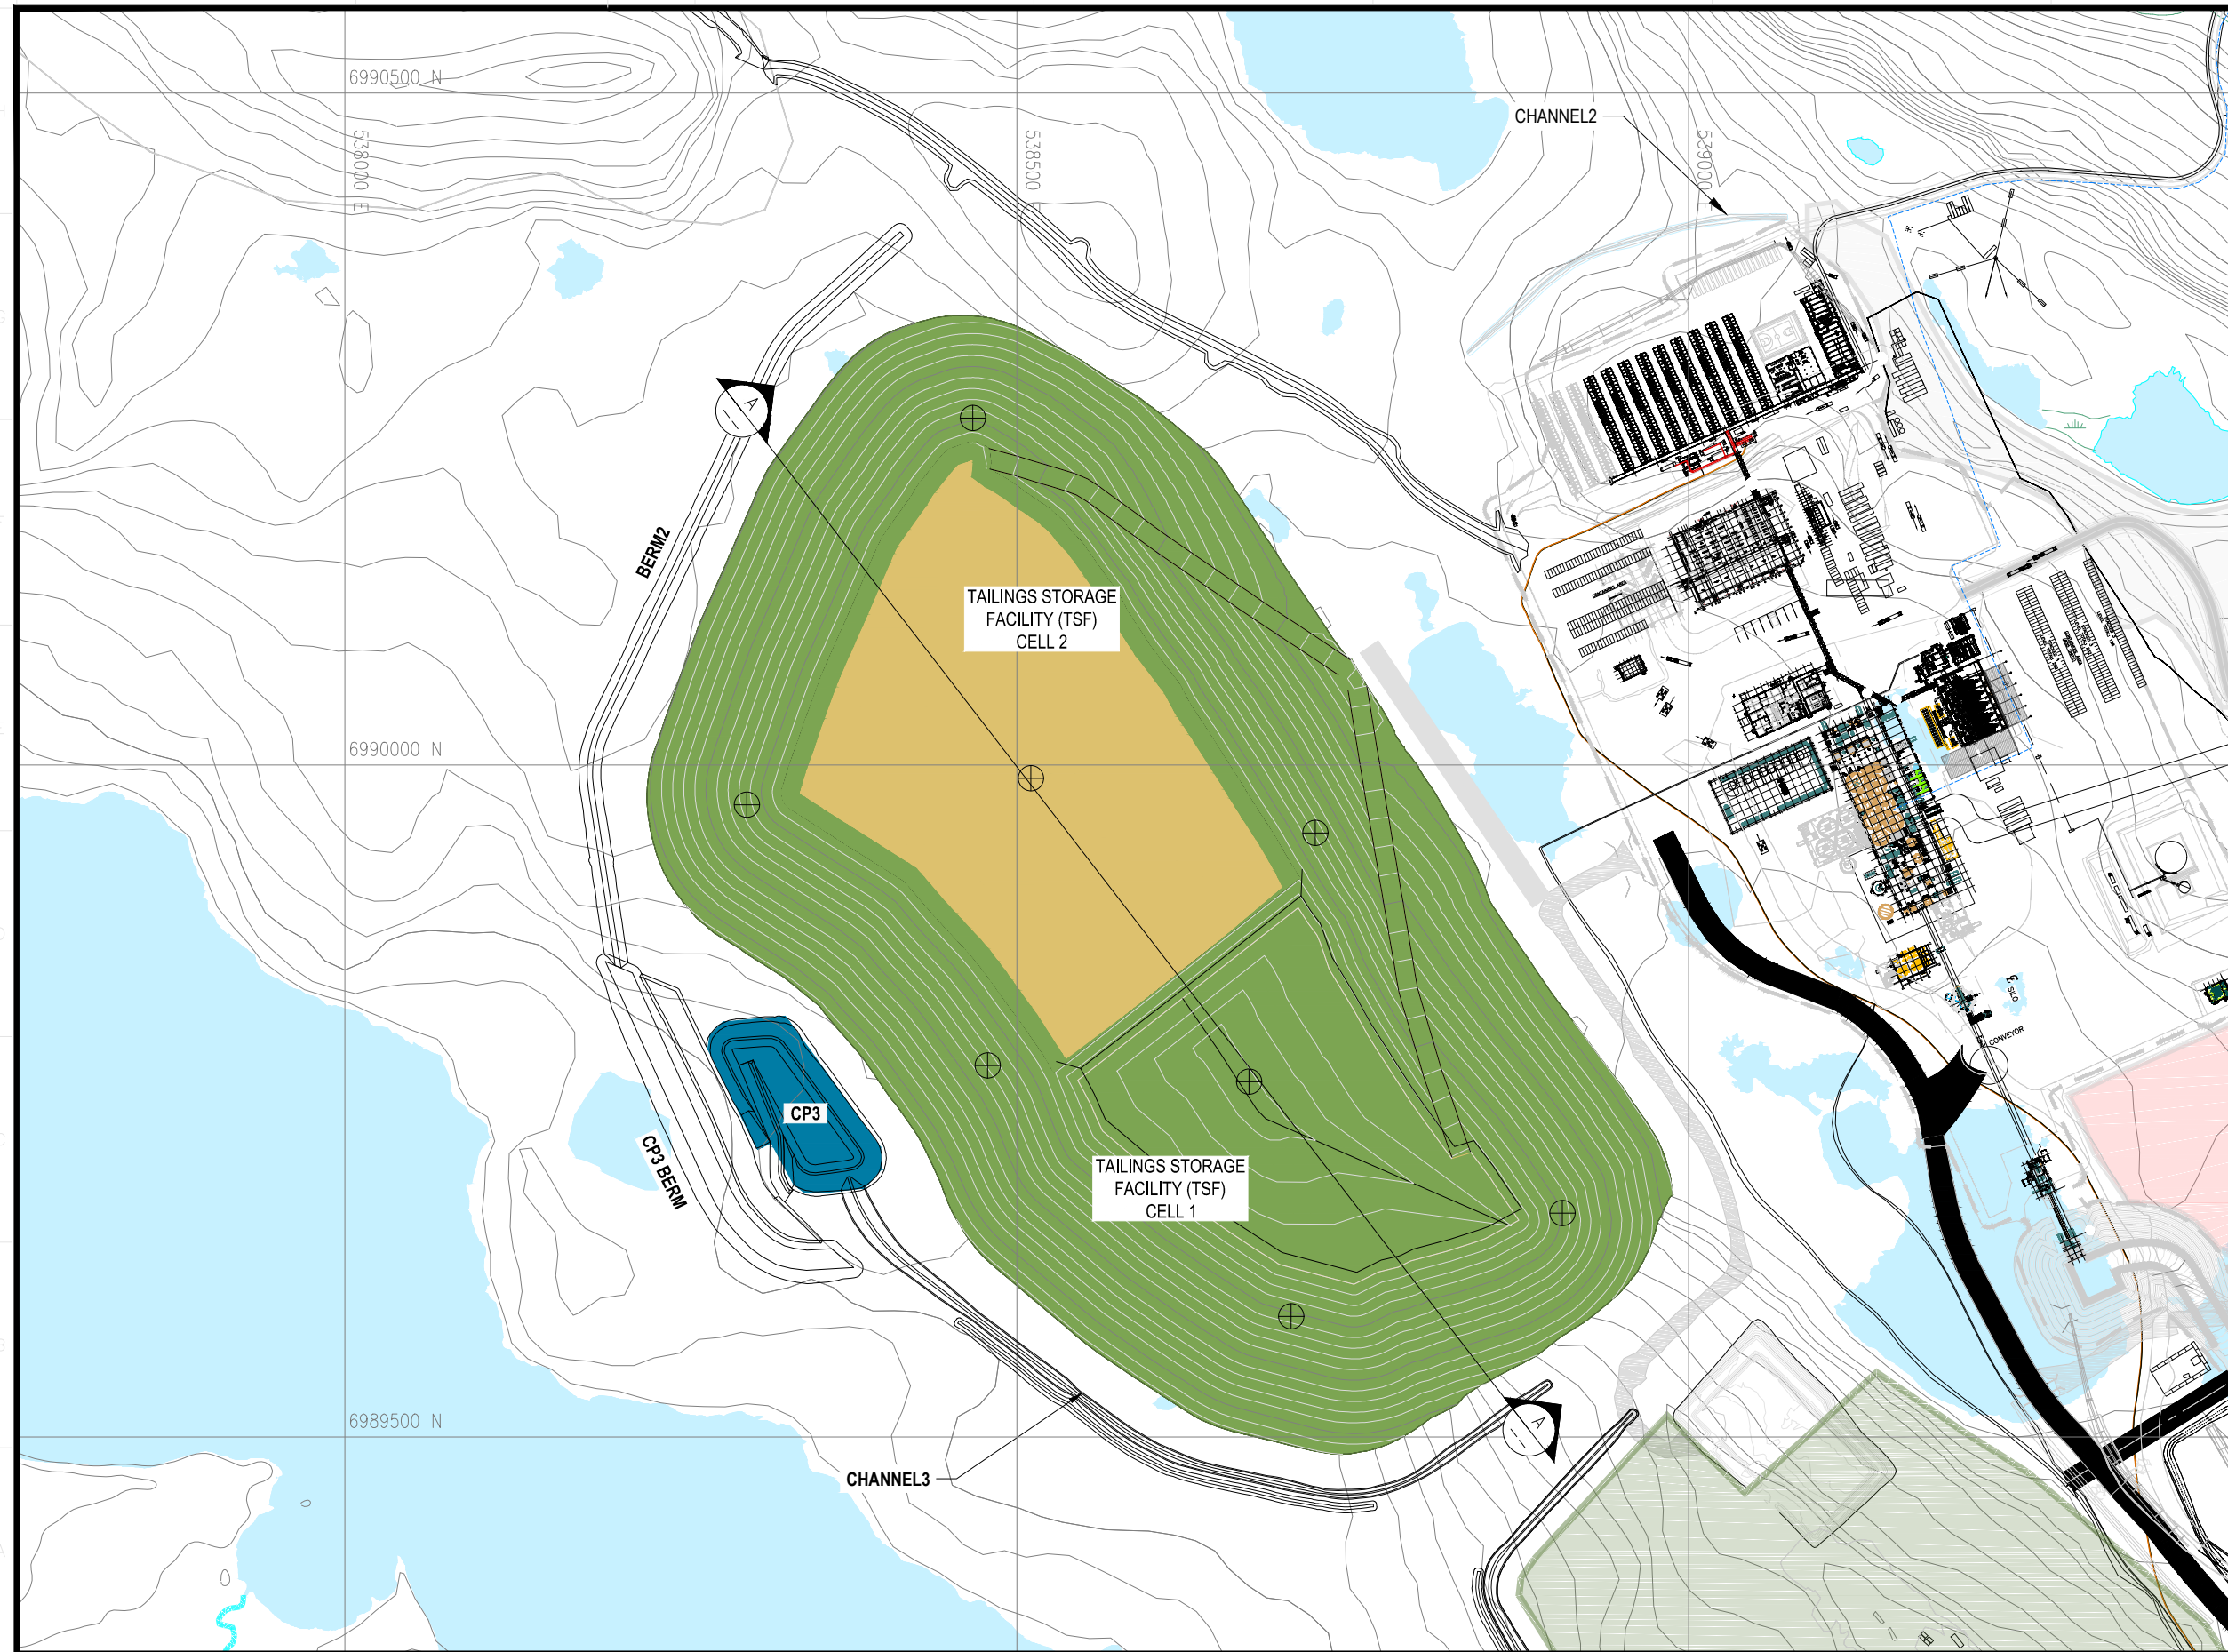 6990500 N
538000 E
538500
539000 E
CHANNEL2
A
BERM2
TAILINGS STORAGE
FACILITY (TSF)
CELL 2
6990000 N
SILO
CONVEYOR
CP3
CP3 BERM
TAILINGS STORAGE
FACILITY (TSF)
CELL 1
6989500 N
A
CHANNEL3